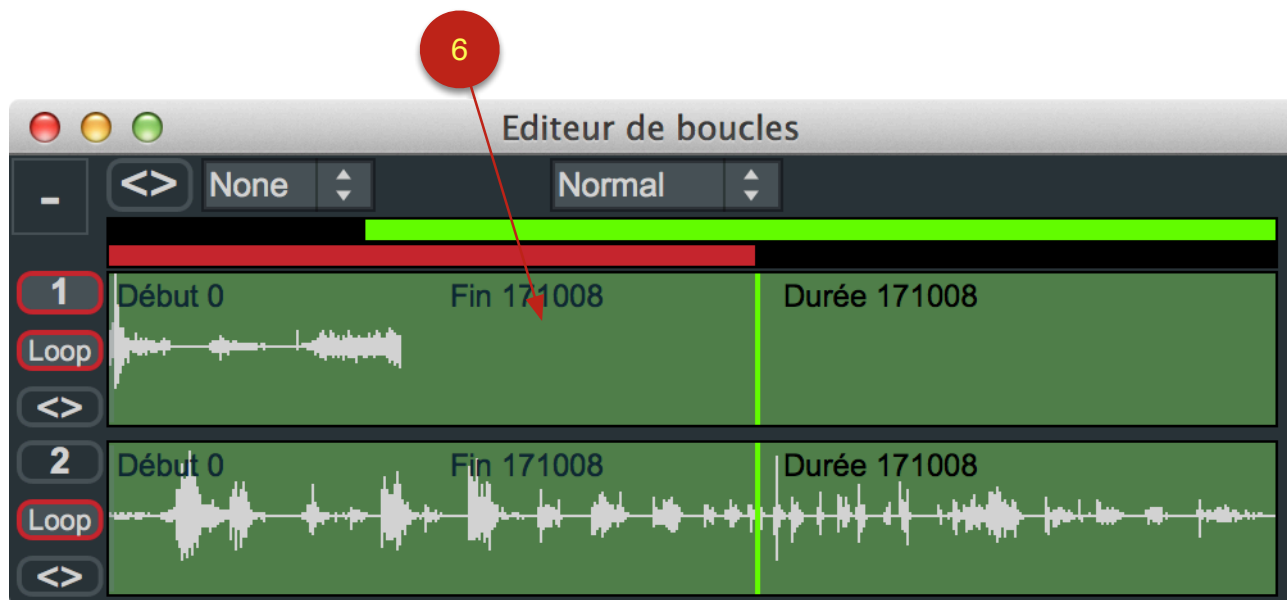 6
Editeur de boucles
- <> None Normal
1 Début 0 Fin 171008 Durée 171008
Loop
<>
2 Début 0 Fin 171008 Durée 171008
Loop
<>